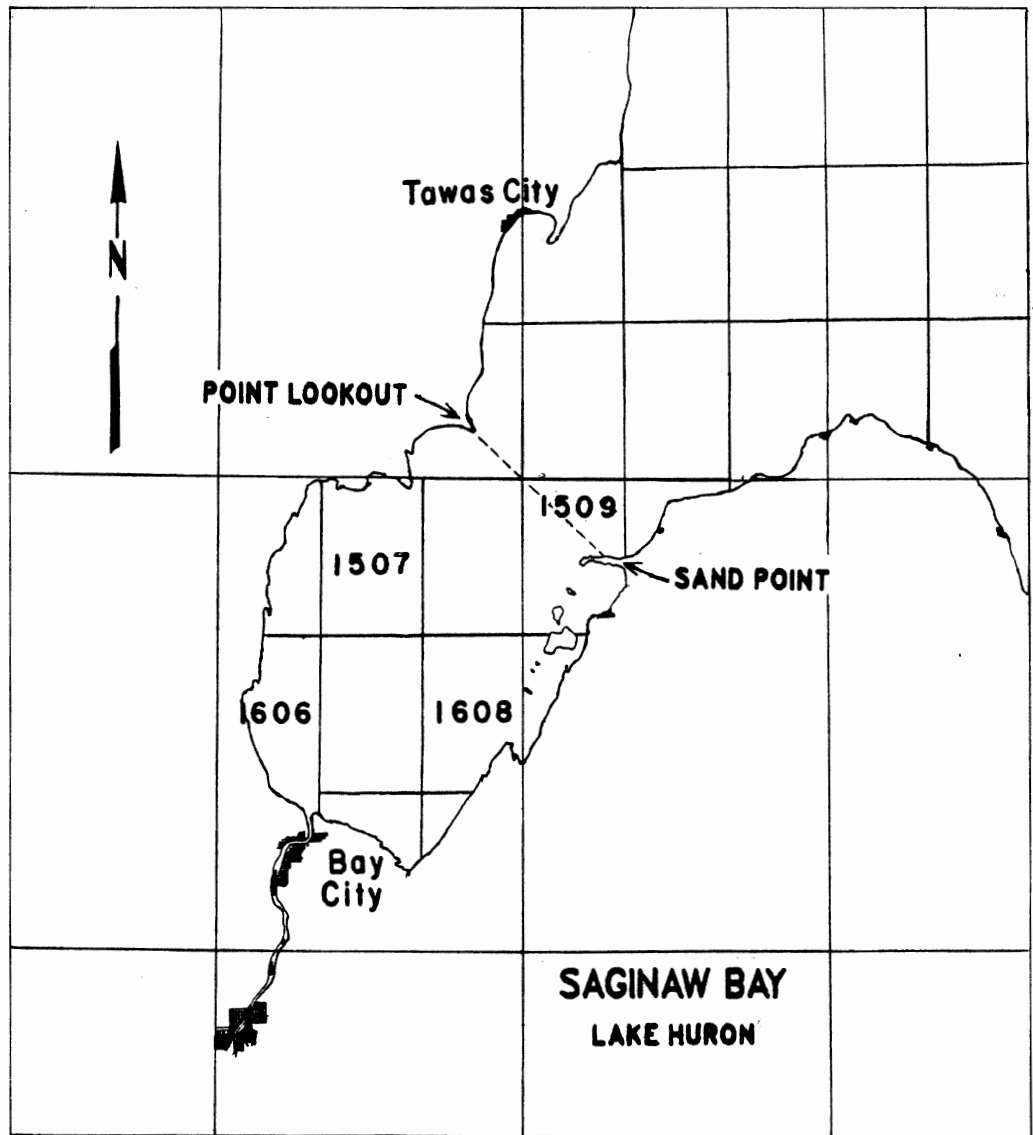 Tawas City
N
POINT LOOKOUT
1509
1507
SAND POINT
1606
1608
Bay
City
SAGINAW BAY
LAKE HURON